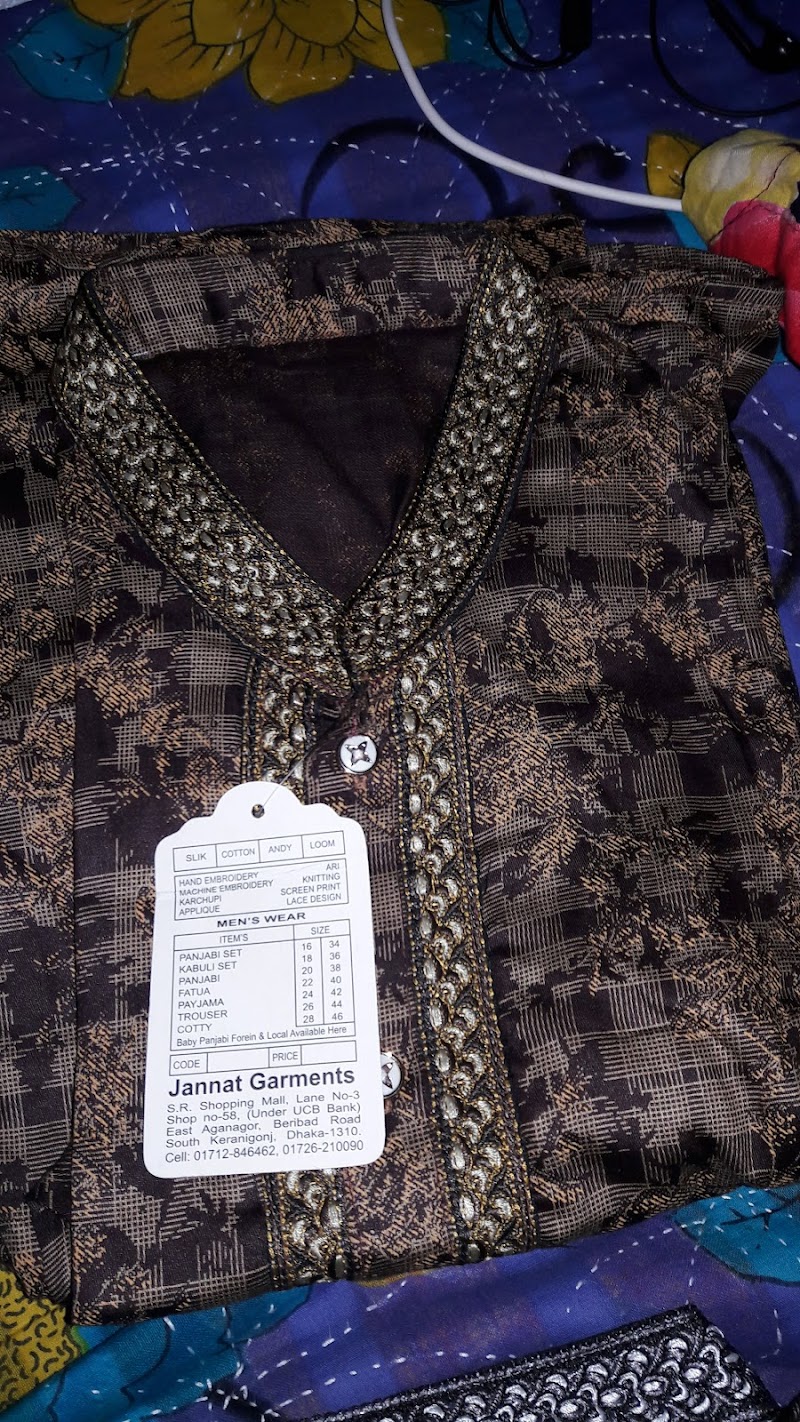 SLIK COTTON ANDY LOOM
HAND EMBROIDERY ARI
MACHINE EMBROIDERY KNITTING
KARCHUPI SCREEN PRINT
APPLIQUE LACE DESIGN
MEN'S WEAR
ITEM'S SIZE
PANJABI SET 16 34
KABULI SET 18 36
PANJABI 20 38
FATUA 22 40
PAYJAMA 24 42
TROUSER 26 44
COTTY 28 46
Baby Panjabi Forein & Local Available Here
CODE PRICE
Jannat Garments
S.R. Shopping Mall, Lane No-3
Shop no-58, (Under UCB Bank)
East Aganagor, Beribad Road
South Keranigonj, Dhaka-1310.
Cell: 01712-846462, 01726-210090